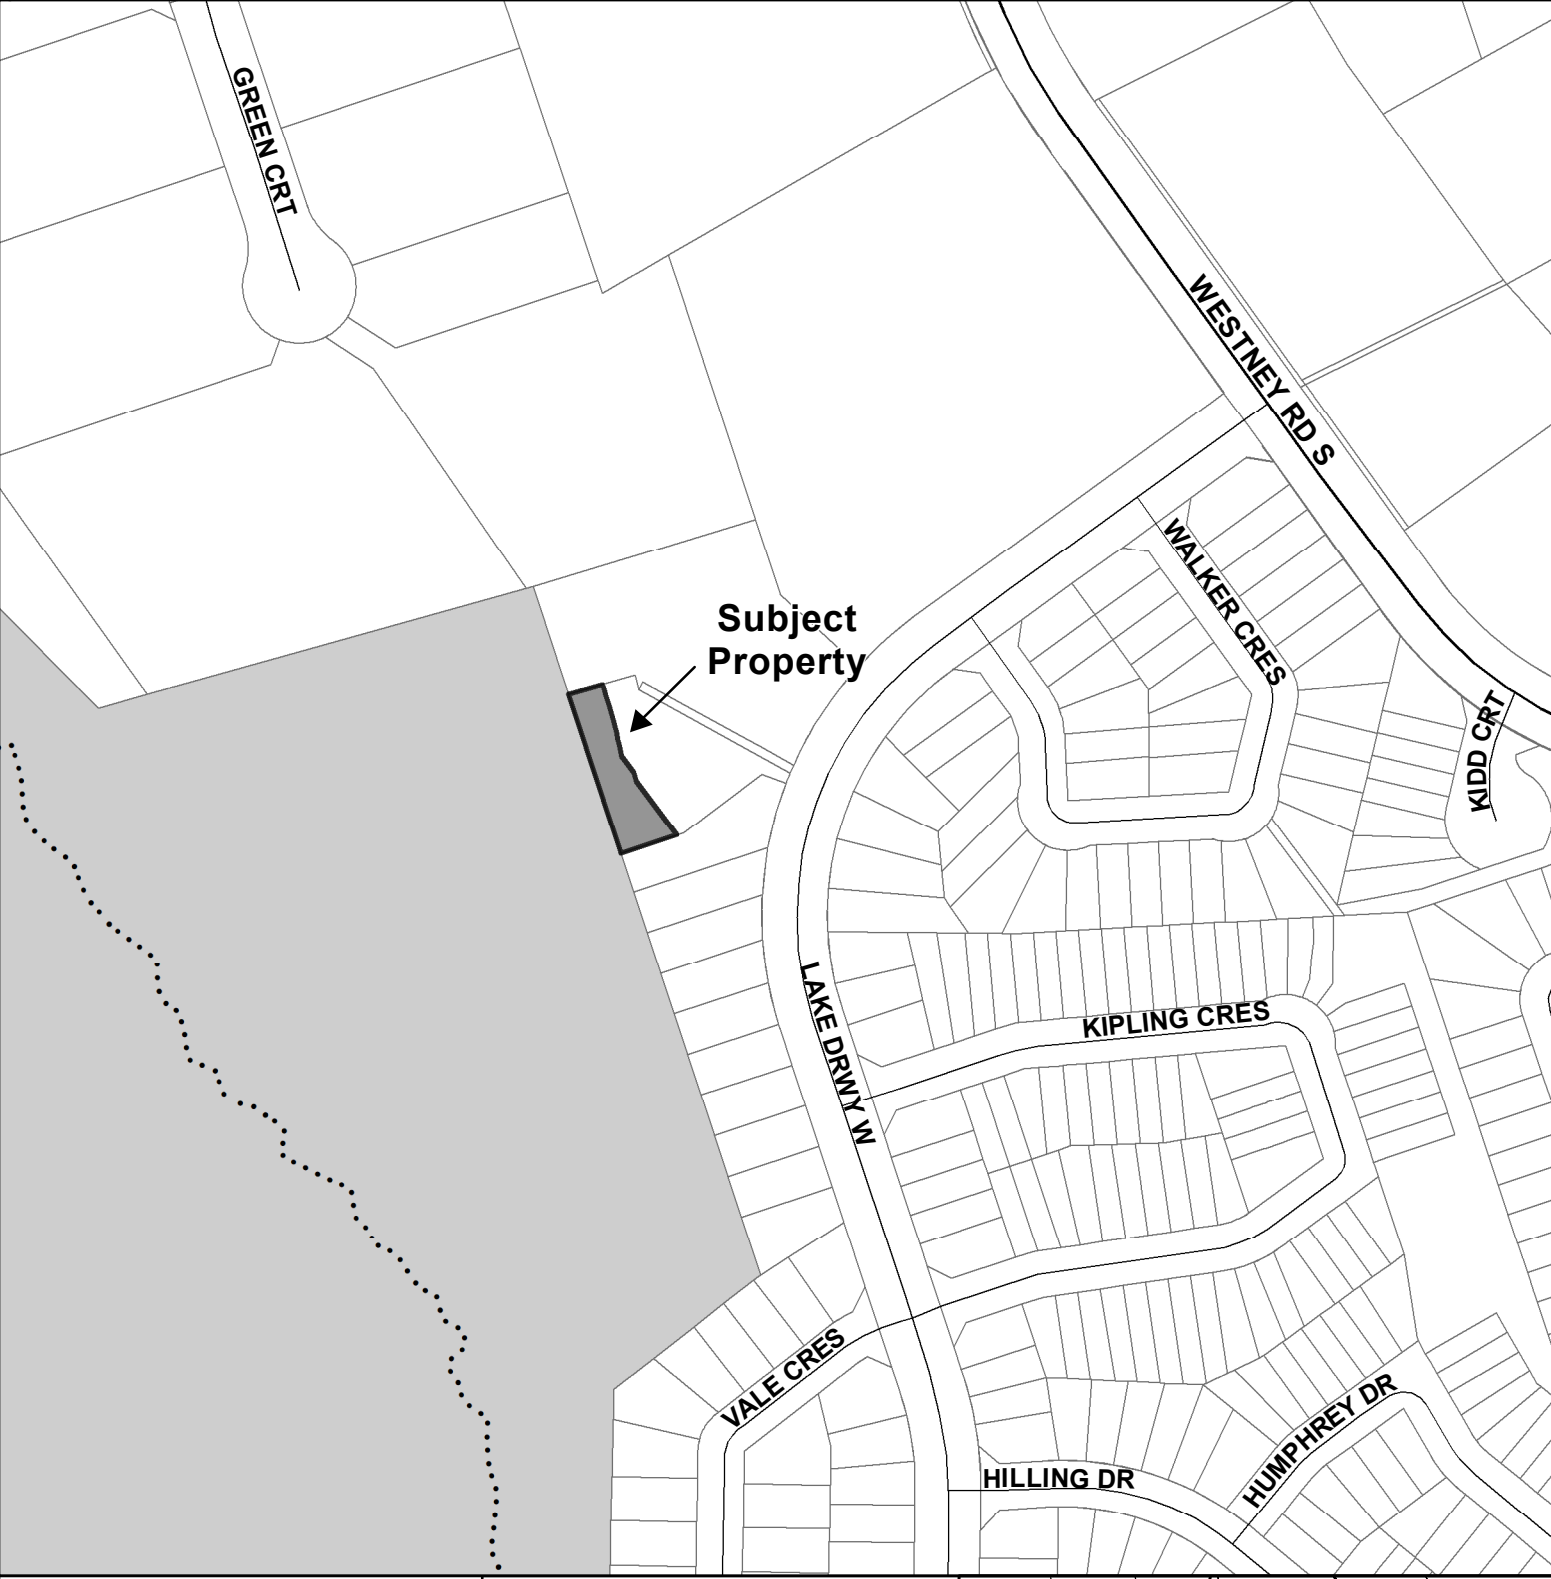 GREEN CRT
WESTNEY RD S
WALKER CRES
Subject
Property
KIDD CRT
LAKE DRWY W
KIPLING CRES
VALE CRES
HUMPHREY DR
HILLING DR